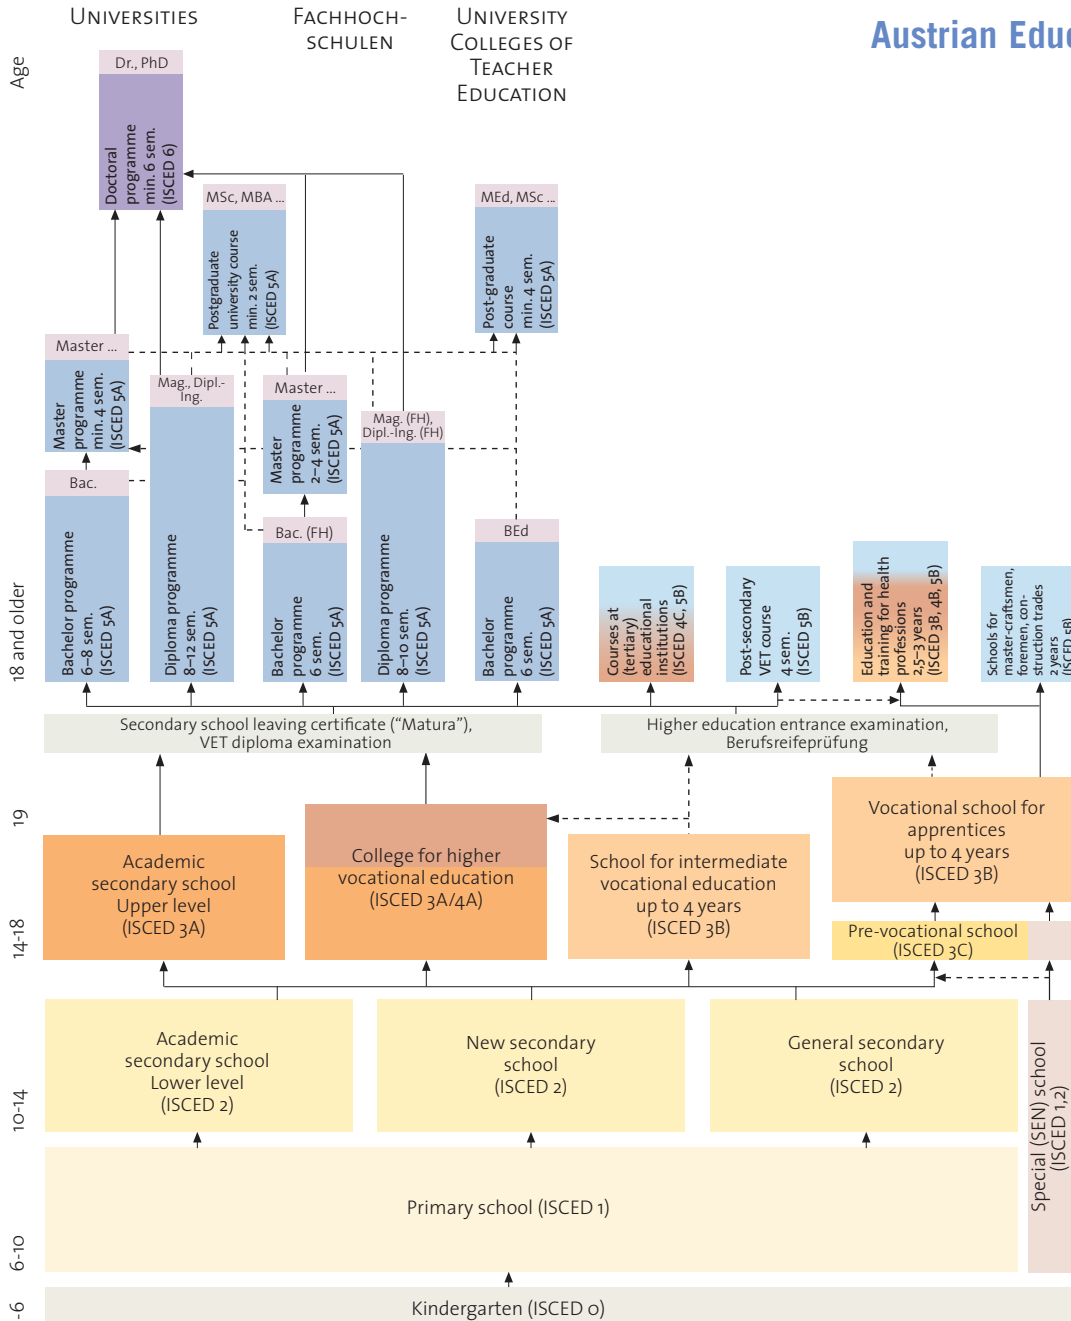 UNIVERSITIES
FACHHOCH-
SCHULEN
UNIVERSITY
COLLEGES OF
TEACHER
EDUCATION
Austrian Educ
Age
Dr., PhD
Doctoral
programme
min. 6 sem.
(ISCED 6)
MSc, MBA ...
Postgraduate
university course
min. 2 sem.
(ISCED 5A)
MEd, MSc ...
Post-graduate
course
min. 4 sem.
(ISCED 5A)
Master ...
Master
programme
min. 4 sem.
(ISCED 5A)
Mag., Dipl.-
Ing.
Master ...
Master
programme
2–4 sem.
(ISCED 5A)
Mag. (FH),
Dipl.-Ing. (FH)
Bac.
Bac. (FH)
BEd
18 and older
Bachelor programme
6–8 sem.
(ISCED 5A)
Diploma programme
8–12 sem.
(ISCED 5A)
Bachelor
programme
6 sem.
(ISCED 5A)
Diploma programme
8–10 sem.
(ISCED 5A)
Bachelor
programme
6 sem.
(ISCED 5A)
Courses at
(tertiary)
educational
institutions
(ISCED 4C, 5B)
Post-secondary
VET course
4 sem.
(ISCED 5B)
Education and
training for health
professions
2,5–3 years
(ISCED 3B, 4B, 5B)
Schools for
master-craftsmen,
foremen, con-
struction trades
2 years
(ISCED 5B)
Secondary school leaving certificate (“Matura”),
VET diploma examination
Higher education entrance examination,
Berufsreifeprüfung
19
14-18
Academic
secondary school
Upper level
(ISCED 3A)
College for higher
vocational education
(ISCED 3A/4A)
School for intermediate
vocational education
up to 4 years
(ISCED 3B)
Vocational school for
apprentices
up to 4 years
(ISCED 3B)
Pre-vocational school
(ISCED 3C)
10-14
Academic
secondary school
Lower level
(ISCED 2)
New secondary
school
(ISCED 2)
General secondary
school
(ISCED 2)
Special (SEN) school
(ISCED 1,2)
6-10
Primary school (ISCED 1)
-6
Kindergarten (ISCED 0)